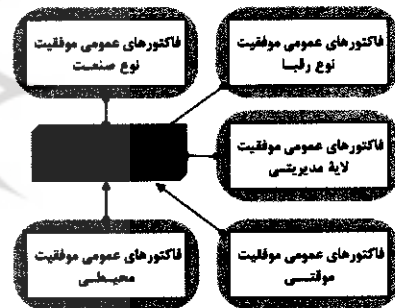 فاکتورهای عمومی موفقیت
نوع رقبا
فاکتورهای عمومی موفقیت
نوع صنعت
فاکتورهای عمومی موفقیت
لایهٔ مدیریتی
فاکتورهای عمومی موفقیت
موقتی
فاکتورهای عمومی موفقیت
محیطی